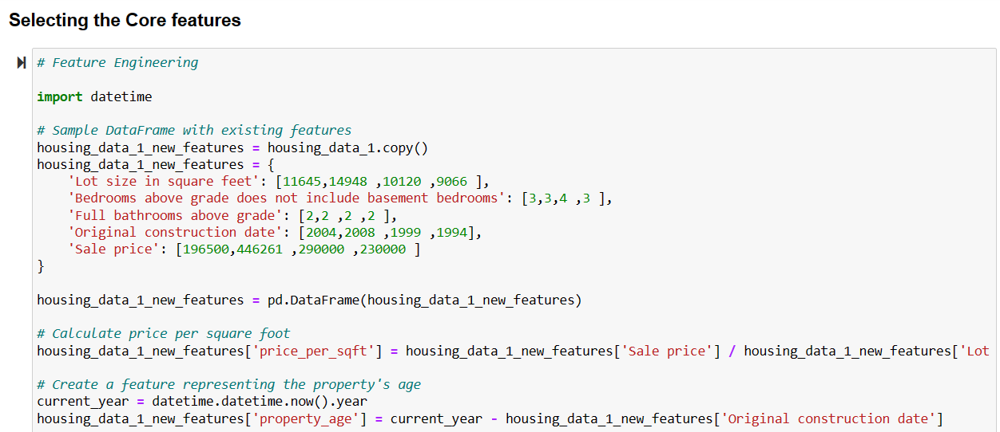 Selecting the Core features
# Feature Engineering
import datetime
# Sample DataFrame with existing features
housing_data_1_new_features = housing_data_1.copy()
housing_data_1_new_features = {
    'Lot size in square feet': [11645,14948 ,10120 ,9066 ],
    'Bedrooms above grade does not include basement bedrooms': [3,3,4 ,3 ],
    'Full bathrooms above grade': [2,2 ,2 ,2 ],
    'Original construction date': [2004,2008 ,1999 ,1994],
    'Sale price': [196500,446261 ,290000 ,230000 ]
}
housing_data_1_new_features = pd.DataFrame(housing_data_1_new_features)
# Calculate price per square foot
housing_data_1_new_features['price_per_sqft'] = housing_data_1_new_features['Sale price'] / housing_data_1_new_features['Lot
# Create a feature representing the property's age
current_year = datetime.datetime.now().year
housing_data_1_new_features['property_age'] = current_year - housing_data_1_new_features['Original construction date']